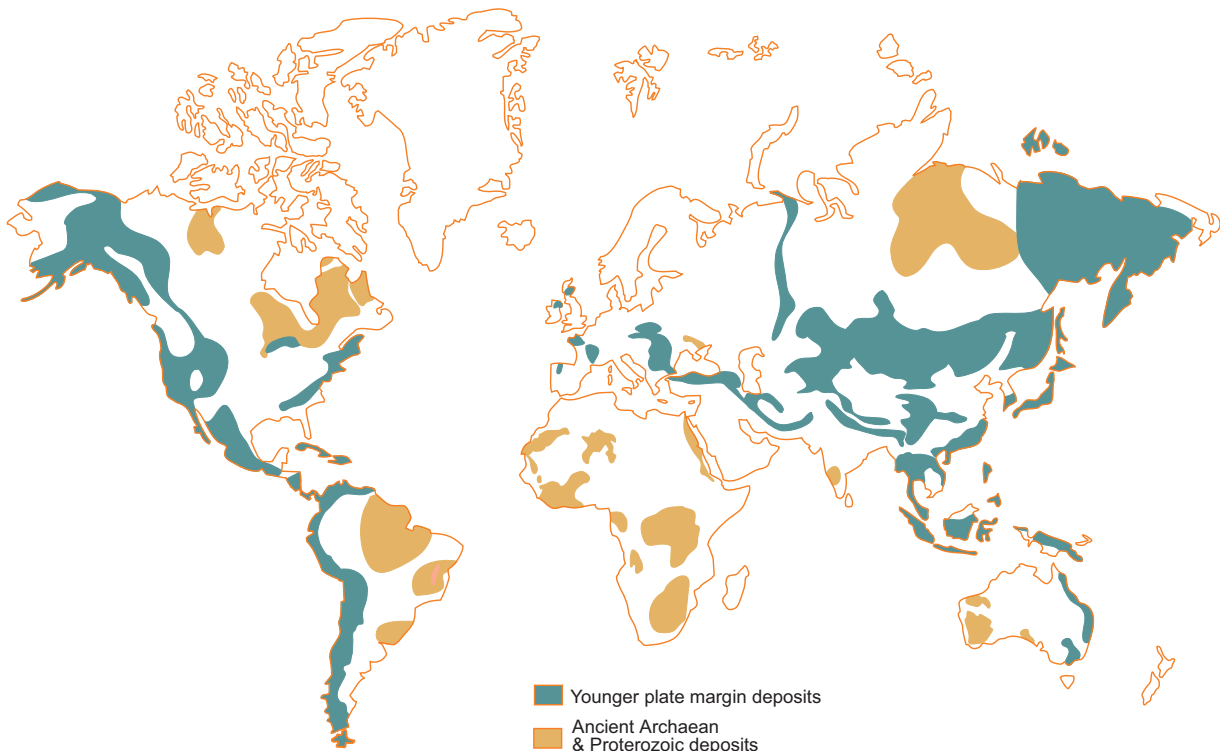 Younger plate margin deposits
Ancient Archaean
& Proterozoic deposits